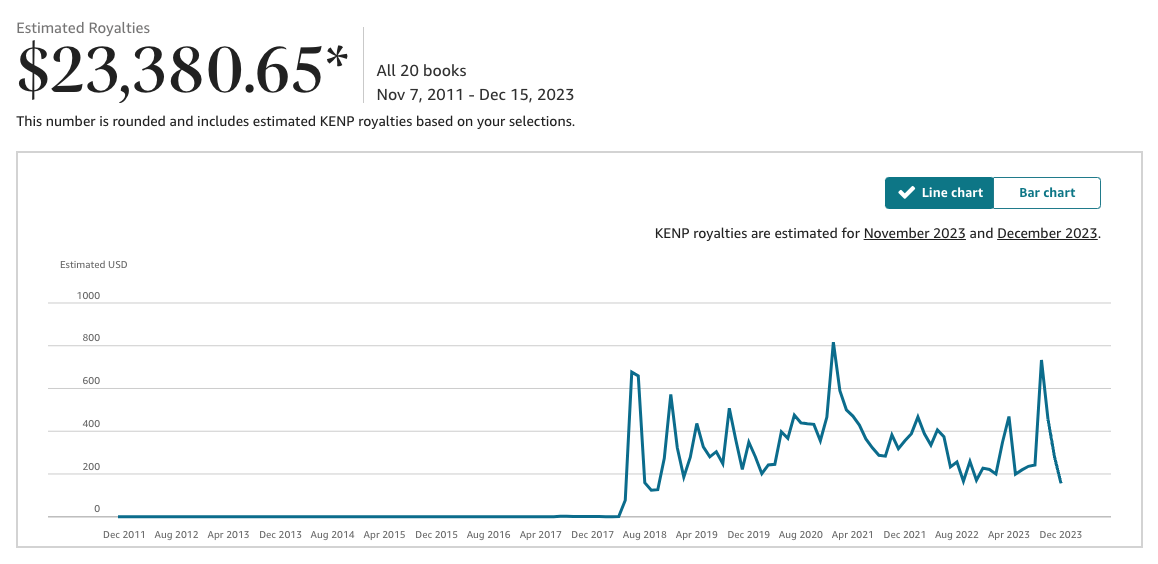 Estimated Royalties
$23,380.65*
All 20 books
Nov 7, 2011 - Dec 15, 2023
This number is rounded and includes estimated KENP royalties based on your selections.
Line chart Bar chart
KENP royalties are estimated for November 2023 and December 2023.
Estimated USD
1000
800
600
400
200
0
Dec 2011 Aug 2012 Apr 2013 Dec 2013 Aug 2014 Apr 2015 Dec 2015 Aug 2016 Apr 2017 Dec 2017 Aug 2018 Apr 2019 Dec 2019 Aug 2020 Apr 2021 Dec 2021 Aug 2022 Apr 2023 Dec 2023